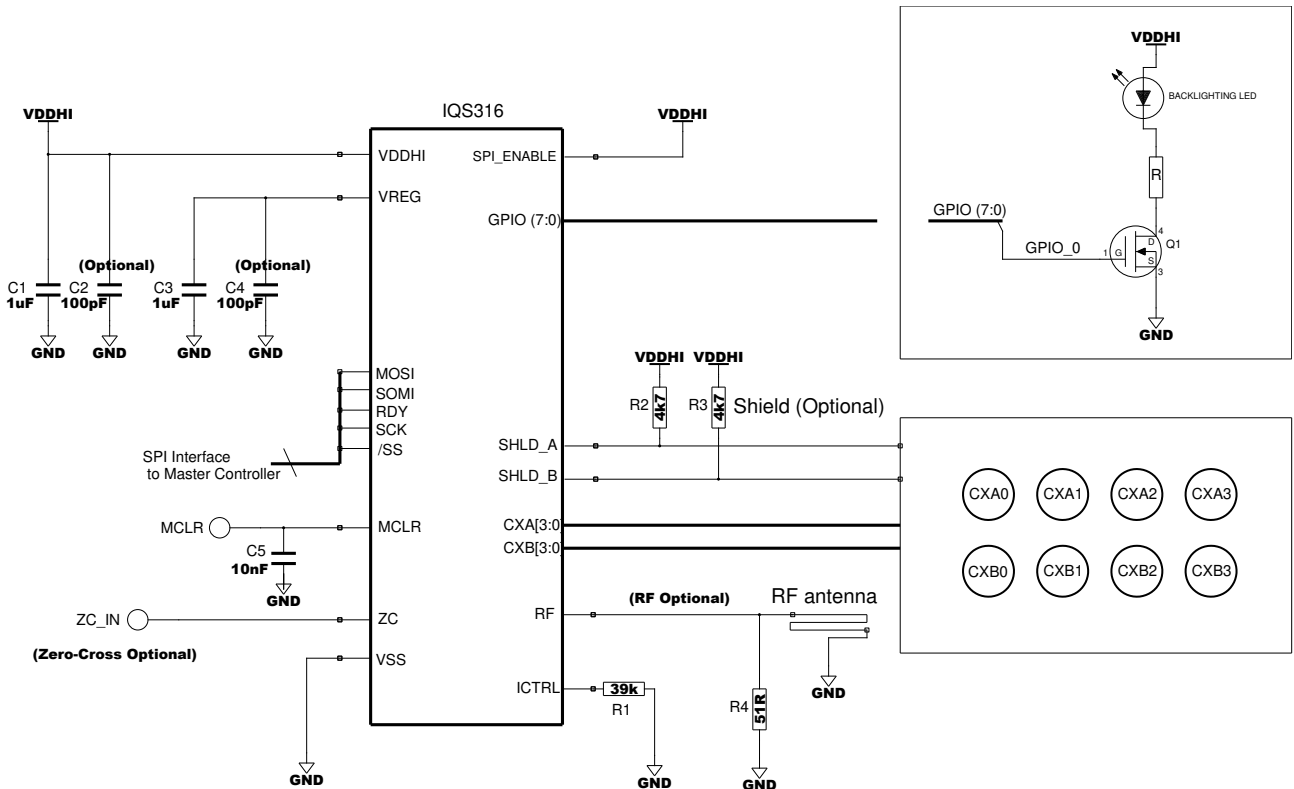 VDDHI
BACKLIGHTING LED
R
GPIO (7:0)
GPIO_0
1
G
D
S
4
3
Q1
GND
IQS316
VDDHI
VDDHI
VDDHI
SPI_ENABLE
VREG
GPIO (7:0)
(Optional)
(Optional)
C1
1uF
C2
100pF
C3
1uF
C4
100pF
GND
GND
GND
GND
MOSI
SOMI
RDY
SCK
/SS
SPI Interface
to Master Controller
VDDHI
VDDHI
R2
4k7
R3
4k7
Shield (Optional)
SHLD_A
SHLD_B
CXA[3:0]
CXB[3:0]
CXA0
CXA1
CXA2
CXA3
CXB0
CXB1
CXB2
CXB3
MCLR
MCLR
C5
10nF
GND
ZC_IN
ZC
(Zero-Cross Optional)
VSS
GND
RF
(RF Optional)
RF antenna
GND
ICTRL
39k
R1
GND
R4
51R
GND